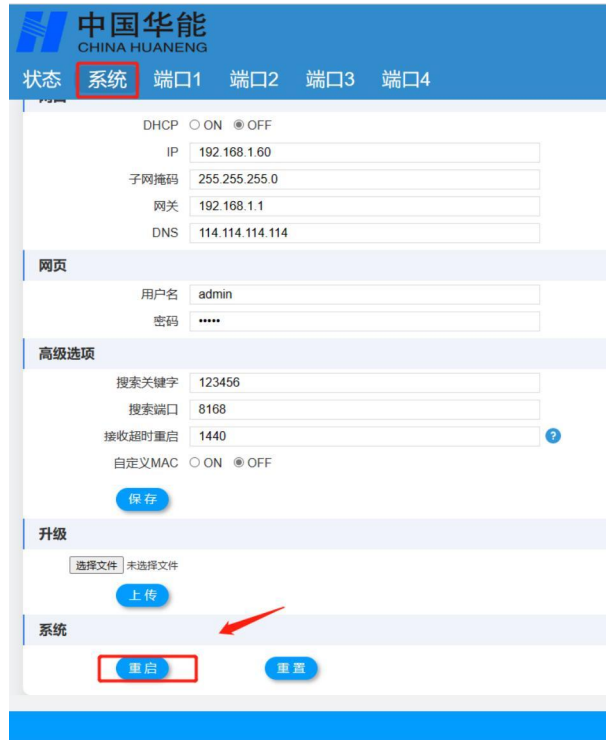 中国华能
CHINA HUANENG
状态 系统 端口1 端口2 端口3 端口4
DHCP ON OFF
IP 192.168.1.60
子网掩码 255.255.255.0
网关 192.168.1.1
DNS 114.114.114.114
网页
用户名 admin
密码 •••••
高级选项
搜索关键字 123456
搜索端口 8168
接收超时重启 1440 ?
自定义MAC ON OFF
保存
升级
选择文件 未选择文件
上传
系统
重启 重置